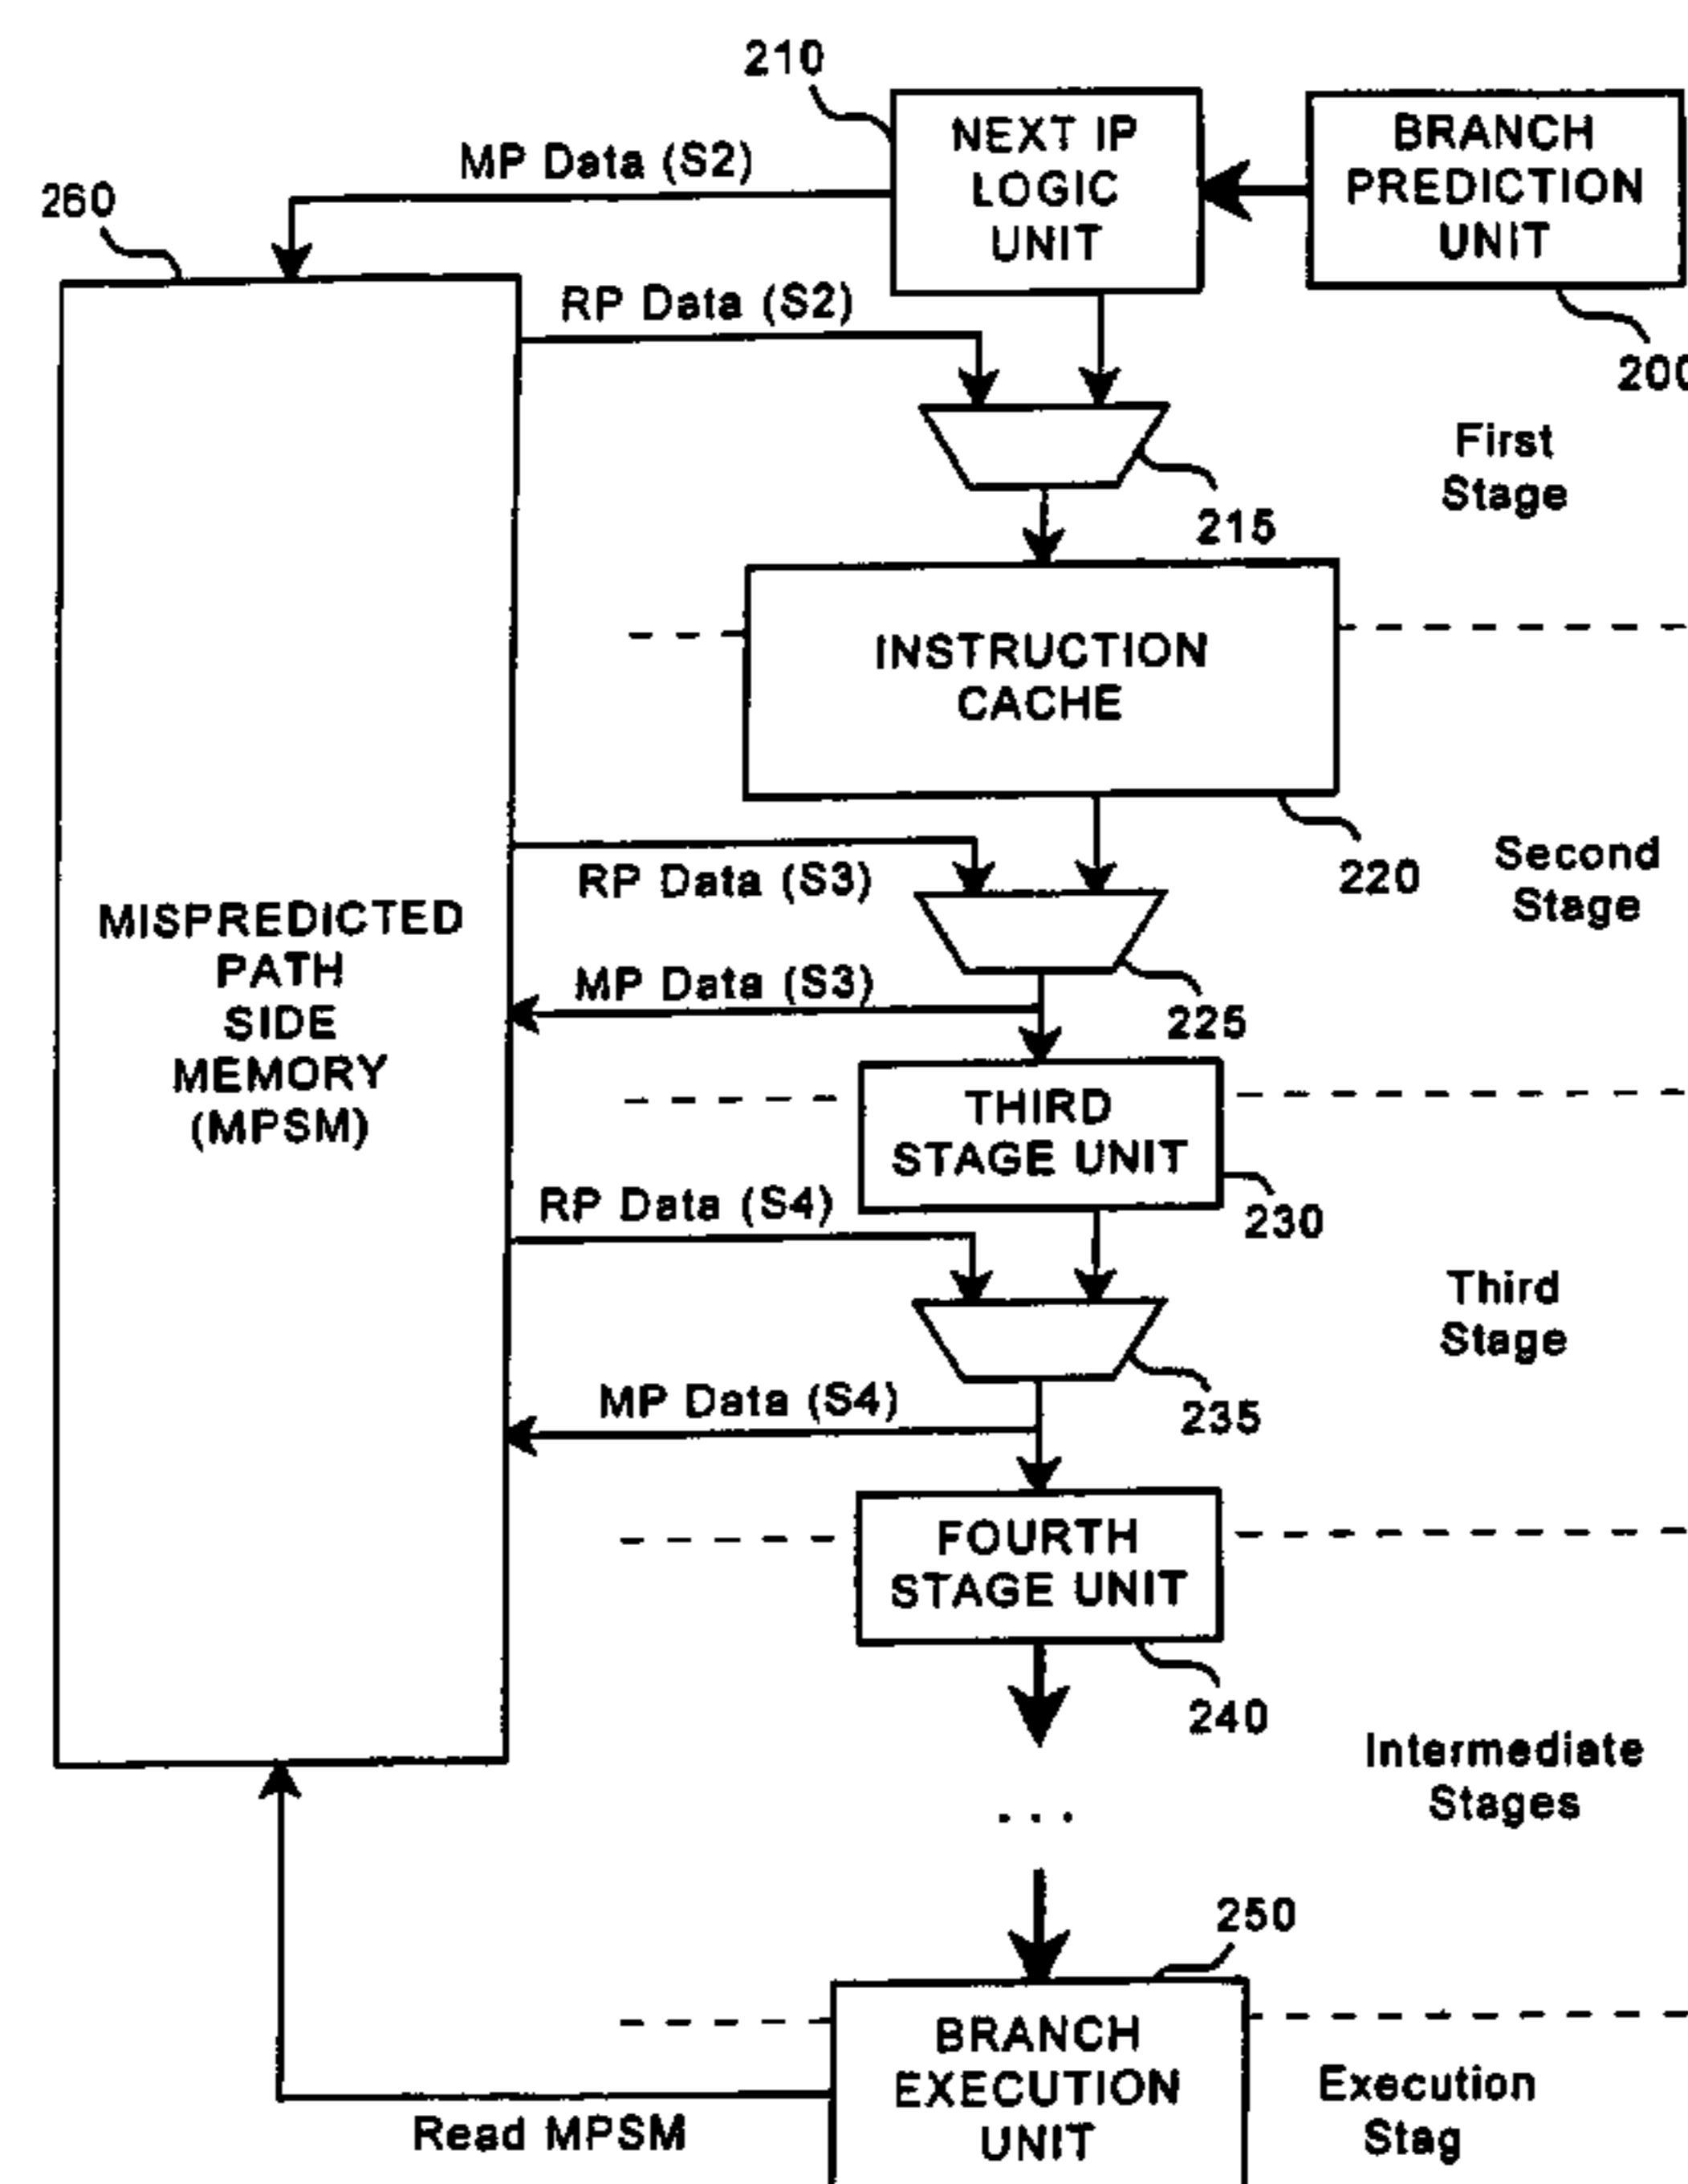 210
NEXT IP
LOGIC
UNIT
BRANCH
PREDICTION
UNIT
MP Data (S2)
260
RP Data (S2)
200
First
Stage
215
INSTRUCTION
CACHE
220
Second
Stage
RP Data (S3)
MISPREDICTED
PATH
SIDE
MEMORY
(MPSM)
MP Data (S3)
225
THIRD
STAGE UNIT
RP Data (S4)
230
Third
Stage
MP Data (S4)
235
FOURTH
STAGE UNIT
240
Intermediate
Stages
...
250
BRANCH
EXECUTION
UNIT
Execution
Stag
Read MPSM